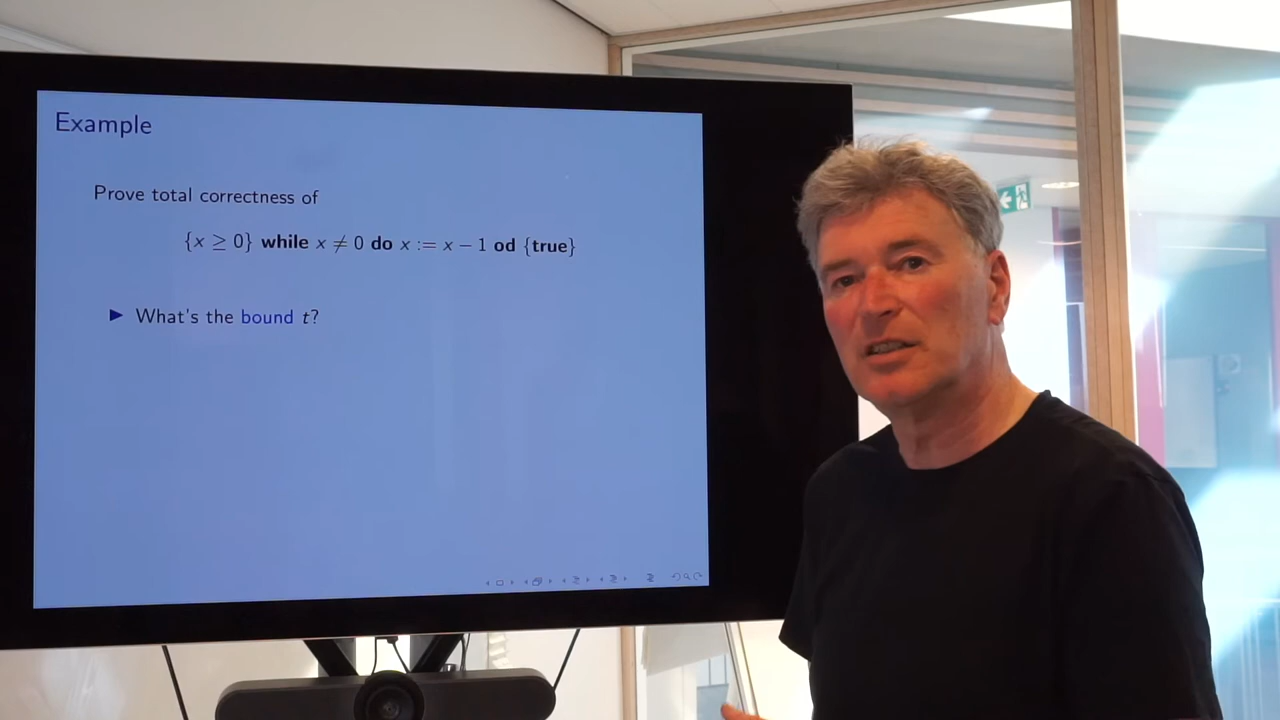 Example
Prove total correctness of
{x ≥ 0} while x ≠ 0 do x := x − 1 od {true}
▶ What's the bound t?